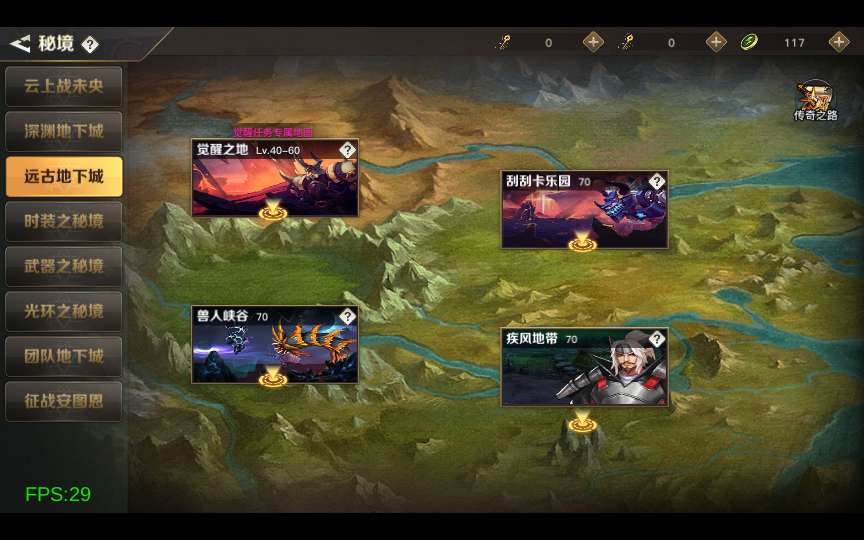 秘境 ?
0
0
117
云上战未央
深渊地下城
远古地下城
时装之秘境
武器之秘境
光环之秘境
团队地下城
征战安图恩
传奇之路
觉醒任务专属地图
觉醒之地 Lv.40-60 ?
刮刮卡乐园 70 ?
兽人峡谷 70 ?
疾风地带 70 ?
FPS:29